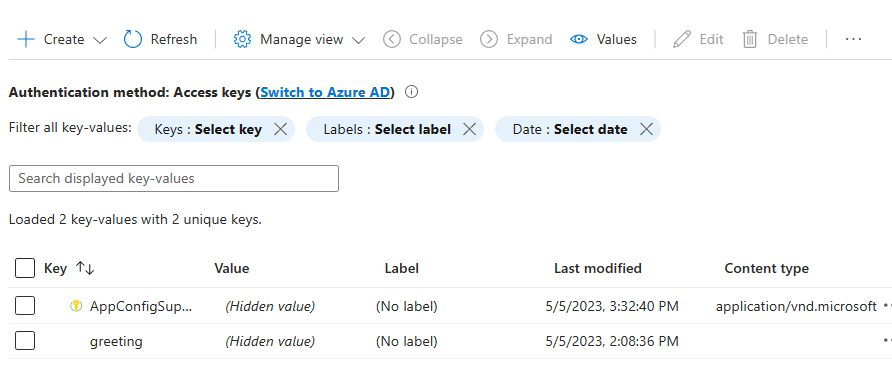 Create Refresh Manage view Collapse Expand Values Edit Delete ···
Authentication method: Access keys (Switch to Azure AD)
Filter all key-values: Keys : Select key Labels : Select label Date : Select date
Search displayed key-values
Loaded 2 key-values with 2 unique keys.
Key Value Label Last modified Content type
AppConfigSup... (Hidden value) (No label) 5/5/2023, 3:32:40 PM application/vnd.microsoft
greeting (Hidden value) (No label) 5/5/2023, 2:08:36 PM